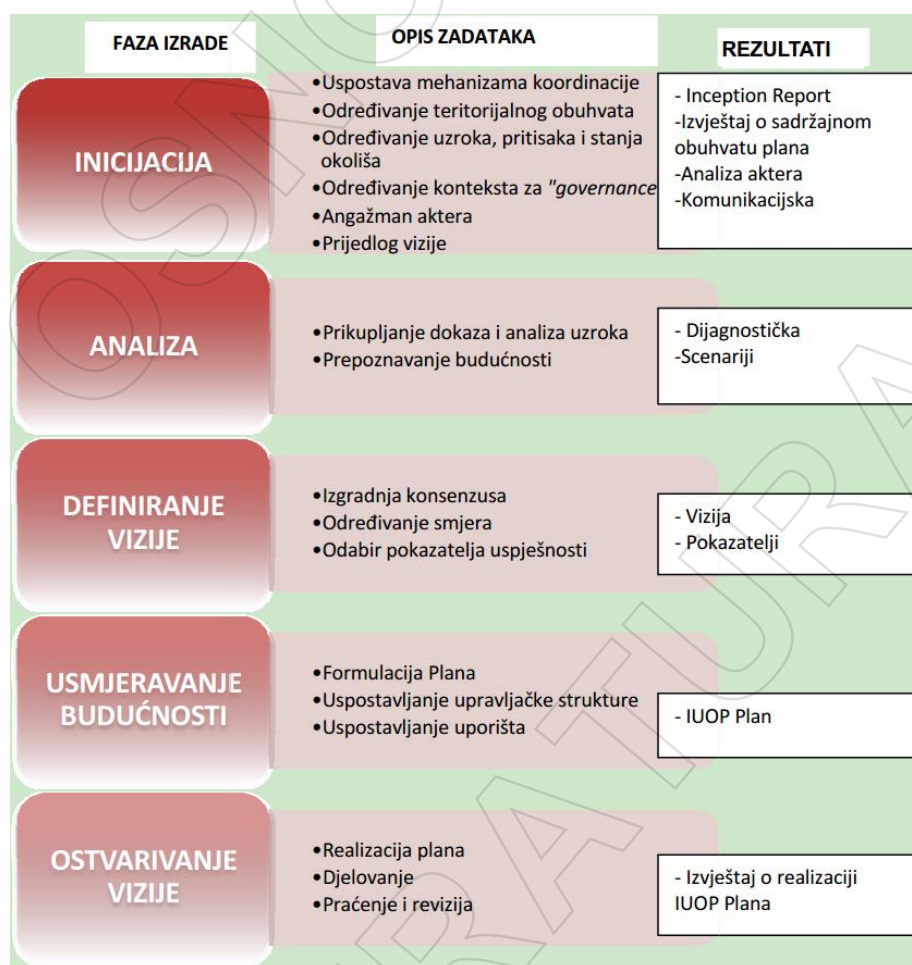 FAZA IZRADE
OPIS ZADATAKA
REZULTATI
INICIJACIJA
•Uspostava mehanizama koordinacije
•Određivanje teritorijalnog obuhvata
•Određivanje uzroka, pritisaka i stanja
okoliša
•Određivanje konteksta za "governance
•Angažman aktera
•Prijedlog vizije
- Inception Report
-Izvještaj o sadržajnom
obuhvatu plana
-Analiza aktera
-Komunikacijska
ANALIZA
•Prikupljanje dokaza i analiza uzroka
•Prepoznavanje budućnosti
- Dijagnostička
-Scenariji
DEFINIRANJE
VIZIJE
•Izgradnja konsenzusa
•Određivanje smjera
•Odabir pokazatelja uspješnosti
- Vizija
- Pokazatelji
USMJERAVANJE
BUDUĆNOSTI
•Formulacija Plana
•Uspostavljanje upravljačke strukture
•Uspostavljanje uporišta
- IUOP Plan
OSTVARIVANJE
VIZIJE
•Realizacija plana
•Djelovanje
•Praćenje i revizija
- Izvještaj o realizaciji
IUOP Plana